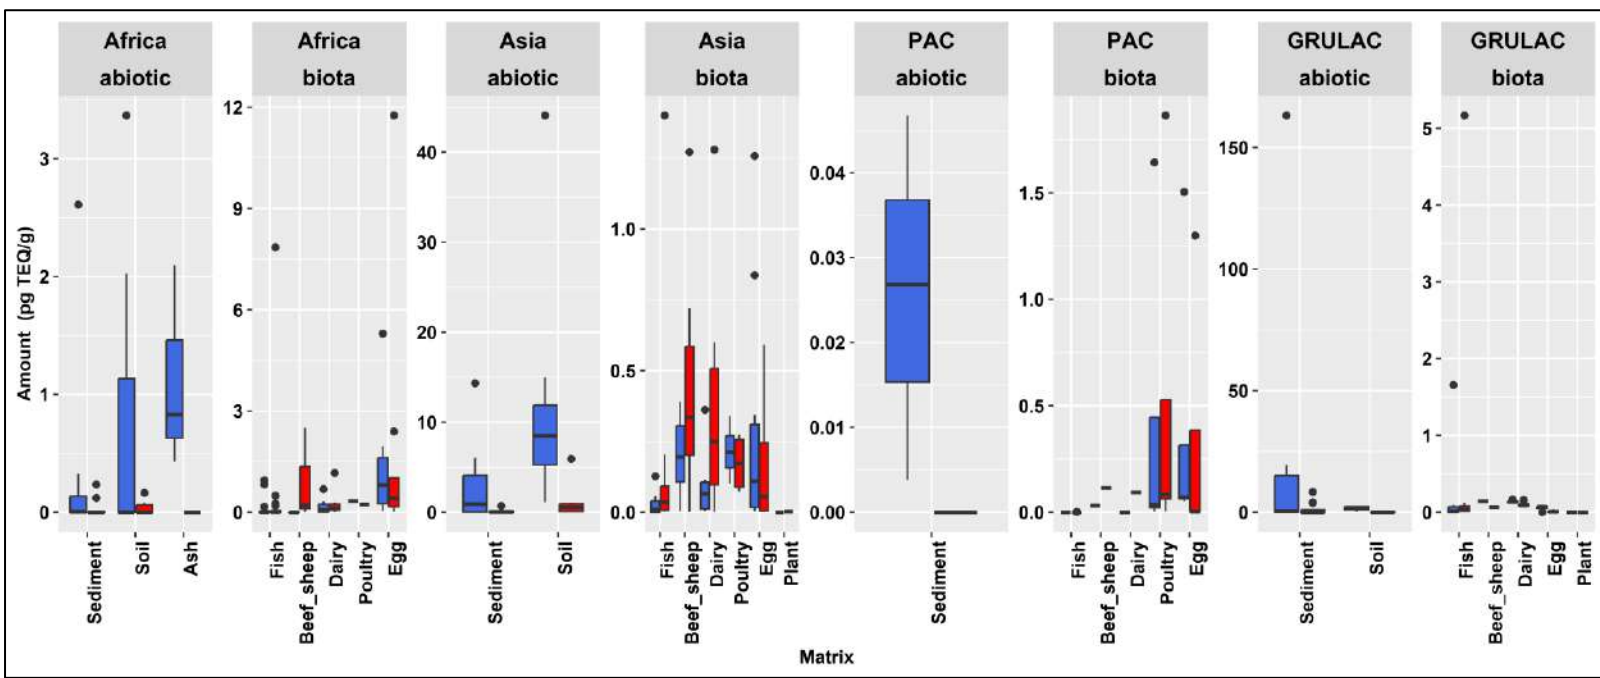 Africa
abiotic
Africa
biota
Asia
abiotic
Asia
biota
PAC
abiotic
PAC
biota
GRULAC
abiotic
GRULAC
biota
Amount (pg TEQ/g)
3
2
1
0
12
9
6
3
0
40
30
20
10
0
1.0
0.5
0.0
0.04
0.03
0.02
0.01
0.00
1.5
1.0
0.5
0.0
150
100
50
0
5
4
3
2
1
0
Sediment
Soil
Ash
Fish
Beef_sheep
Dairy
Poultry
Egg
Sediment
Soil
Fish
Beef_sheep
Dairy
Poultry
Egg
Plant
Sediment
Fish
Beef_sheep
Dairy
Poultry
Egg
Sediment
Soil
Fish
Beef_sheep
Dairy
Egg
Plant
Matrix